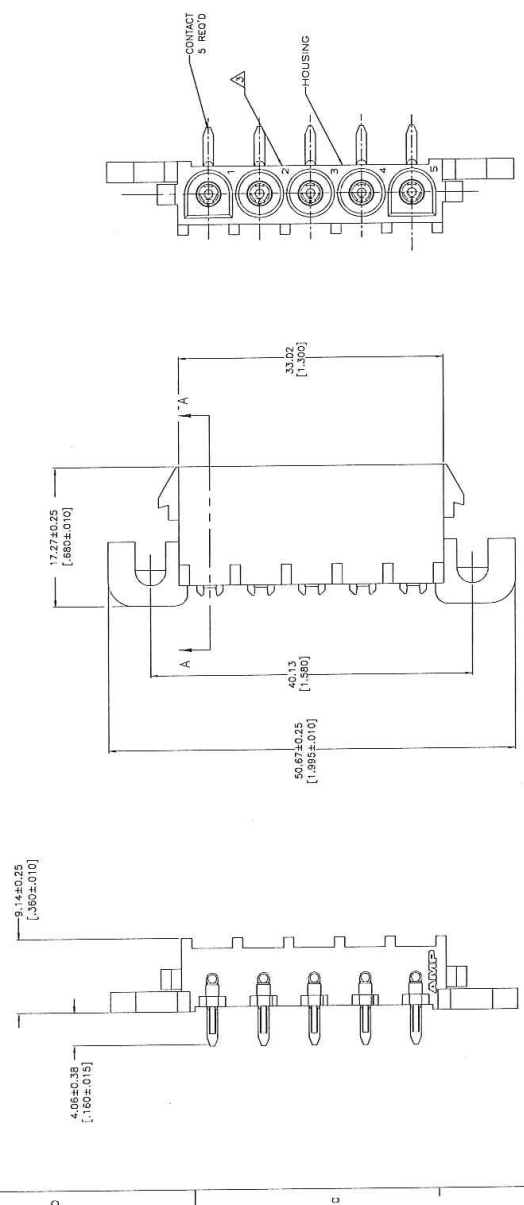 CONTACT
5 REQ'D
3
HOUSING
1
2
3
4
5
17.27±0.25
[.680±.010]
A
A
33.02
[1.300]
40.13
[1.580]
50.67±0.25
[1.995±.010]
9.14±0.25
[.360±.010]
4.06±0.38
[.160±.015]
AMP
D
C